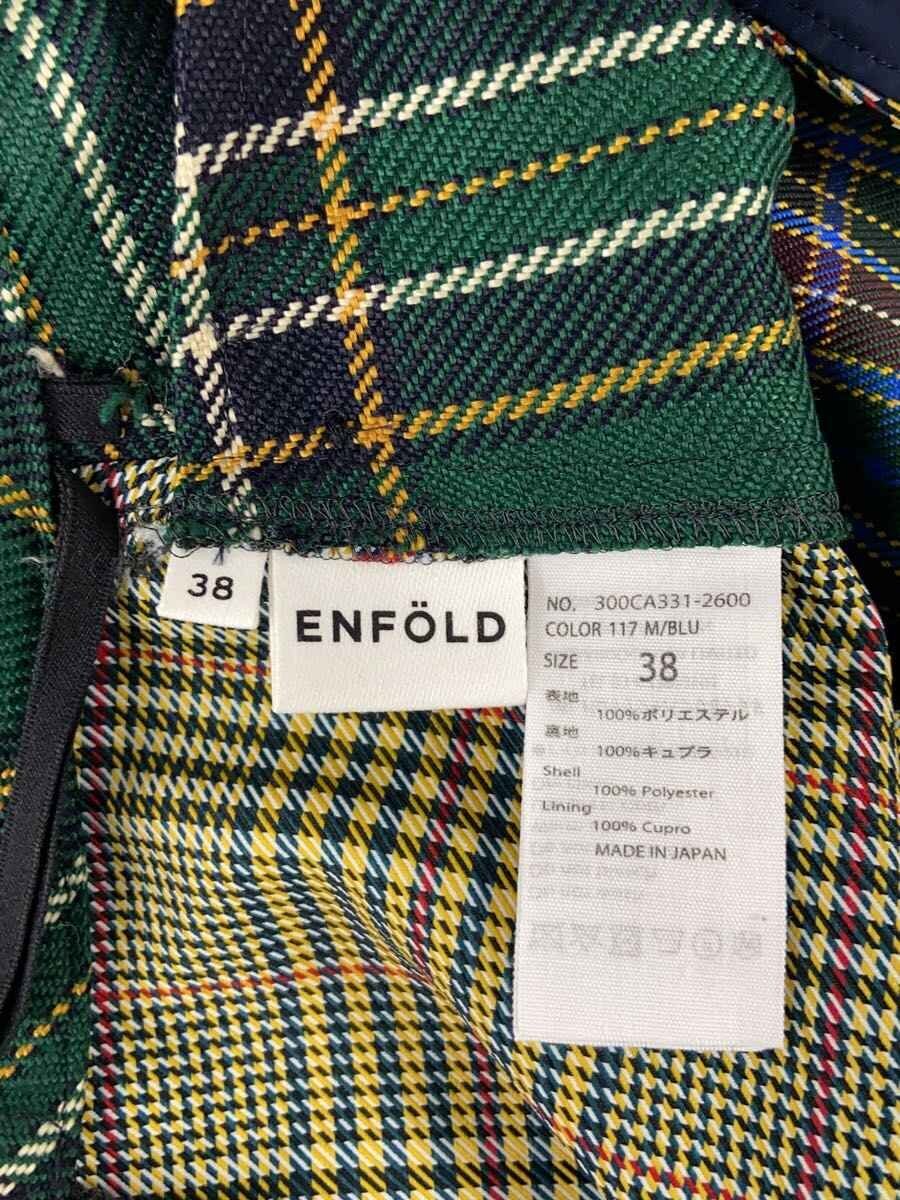 38
ENFÖLD
NO. 300CA331-2600
COLOR 117 M/BLU
SIZE 38
表地
100%ポリエステル
裏地
100%キュプラ
Shell
100% Polyester
Lining
100% Cupro
MADE IN JAPAN